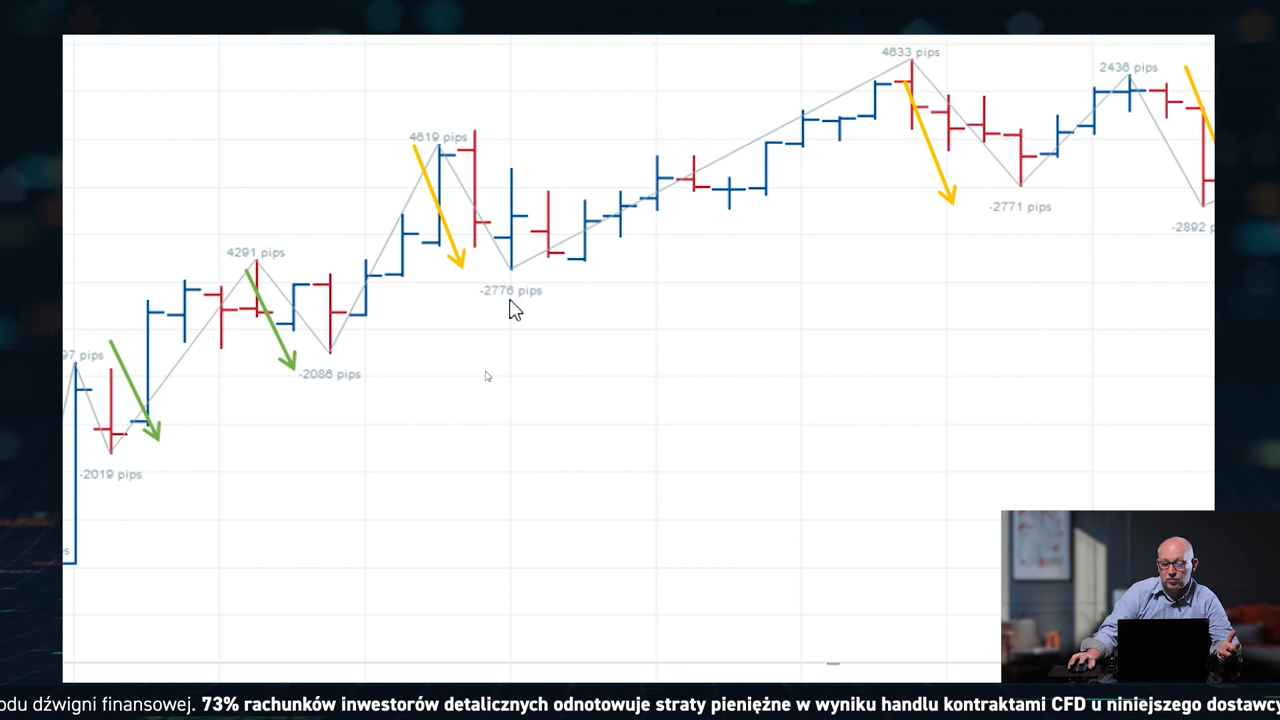 4633 pips
2436 pips
4619 pips
-2771 pips
-2892 p
4291 pips
-2776 pips
97 pips
-2086 pips
-2019 pips
s
odu dźwigni finansowej. 73% rachunków inwestorów detalicznych odnotowuje straty pieniężne w wyniku handlu kontraktami CFD u niniejszego dostawcy